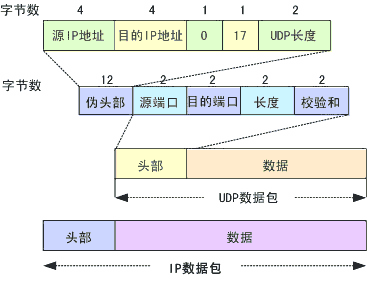 字节数 4 4 1 1 2
源IP地址 目的IP地址 0 17 UDP长度
字节数 12 2 2 2 2
伪头部 源端口 目的端口 长度 校验和
头部 数据
UDP数据包
头部 数据
IP数据包